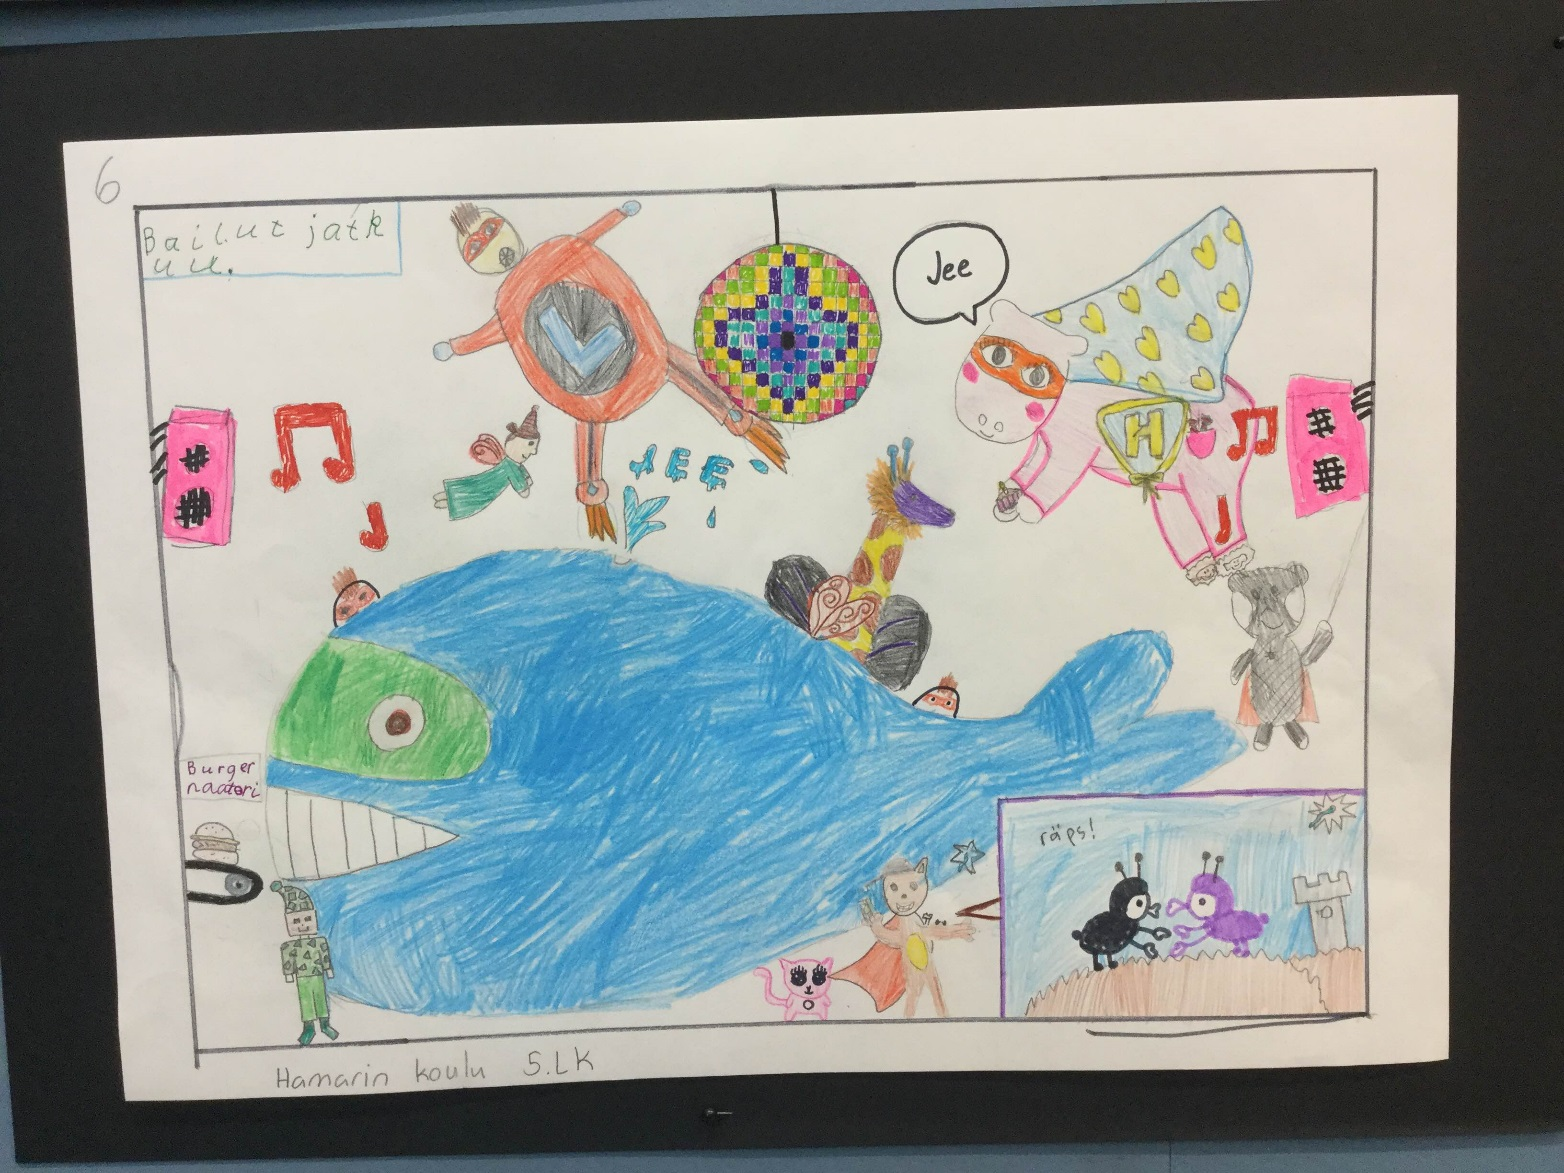 6
Bailut jatk
uu.
Jee
JEE
H
Burger
naatori
räps!
Hamarin koulu 5.LK